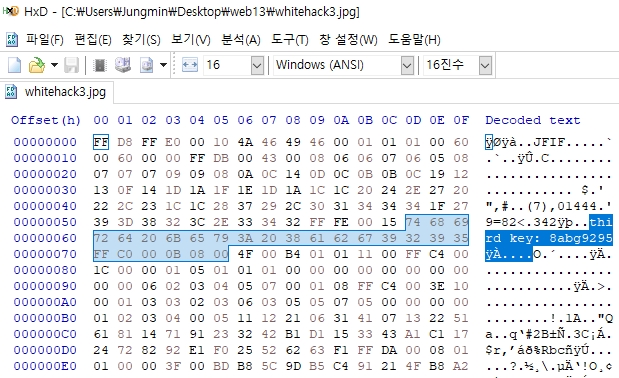 HxD - [C:₩Users₩Jungmin₩Desktop₩web13₩whitehack3.jpg]
파일(F) 편집(E) 찾기(S) 보기(V) 분석(A) 도구(T) 창 설정(W) 도움말(H)
16 Windows (ANSI) 16진수
whitehack3.jpg
Offset(h) 00 01 02 03 04 05 06 07 08 09 0A 0B 0C 0D 0E 0F Decoded text
00000000 FF D8 FF E0 00 10 4A 46 49 46 00 01 01 01 00 60 ÿØÿà..JFIF.....`
00000010 00 60 00 00 FF DB 00 43 00 08 06 06 07 06 05 08 .`..ÿÛ.C........
00000020 07 07 07 09 09 08 0A 0C 14 0D 0C 0B 0B 0C 19 12 ................
00000030 13 0F 14 1D 1A 1F 1E 1D 1A 1C 1C 20 24 2E 27 20 ........... $.'
00000040 22 2C 23 1C 1C 28 37 29 2C 30 31 34 34 34 1F 27 ",#..(7),01444.'
00000050 39 3D 38 32 3C 2E 33 34 32 FF FE 00 15 74 68 69 9=82<.342ÿþ..thi
00000060 72 64 20 6B 65 79 3A 20 38 61 62 67 39 32 39 35 rd key: 8abg9295
00000070 FF C0 00 0B 08 00 4F 00 B4 01 01 11 00 FF C4 00 ÿÀ....O.´....ÿÄ.
00000080 1C 00 00 01 05 01 01 01 00 00 00 00 00 00 00 00 ................
00000090 00 00 06 02 03 04 05 07 00 01 08 FF C4 00 3E 10 ...........ÿÄ.>.
000000A0 00 01 03 03 02 03 06 03 05 05 07 05 00 00 00 00 ................
000000B0 01 02 03 04 00 05 11 12 21 06 31 41 07 13 22 51 ........!.1A.."Q
000000C0 61 81 14 71 91 23 32 42 B1 D1 15 33 43 A1 C1 17 a..q‘#2B±Ñ.3C¡Á.
000000D0 24 72 82 92 E1 F0 25 52 62 63 F1 FF DA 00 08 01 $r‚’áð%RbcñÿÚ...
000000E0 01 00 00 3F 00 BD B8 5C 9D B5 C4 91 21 4F B8 A2